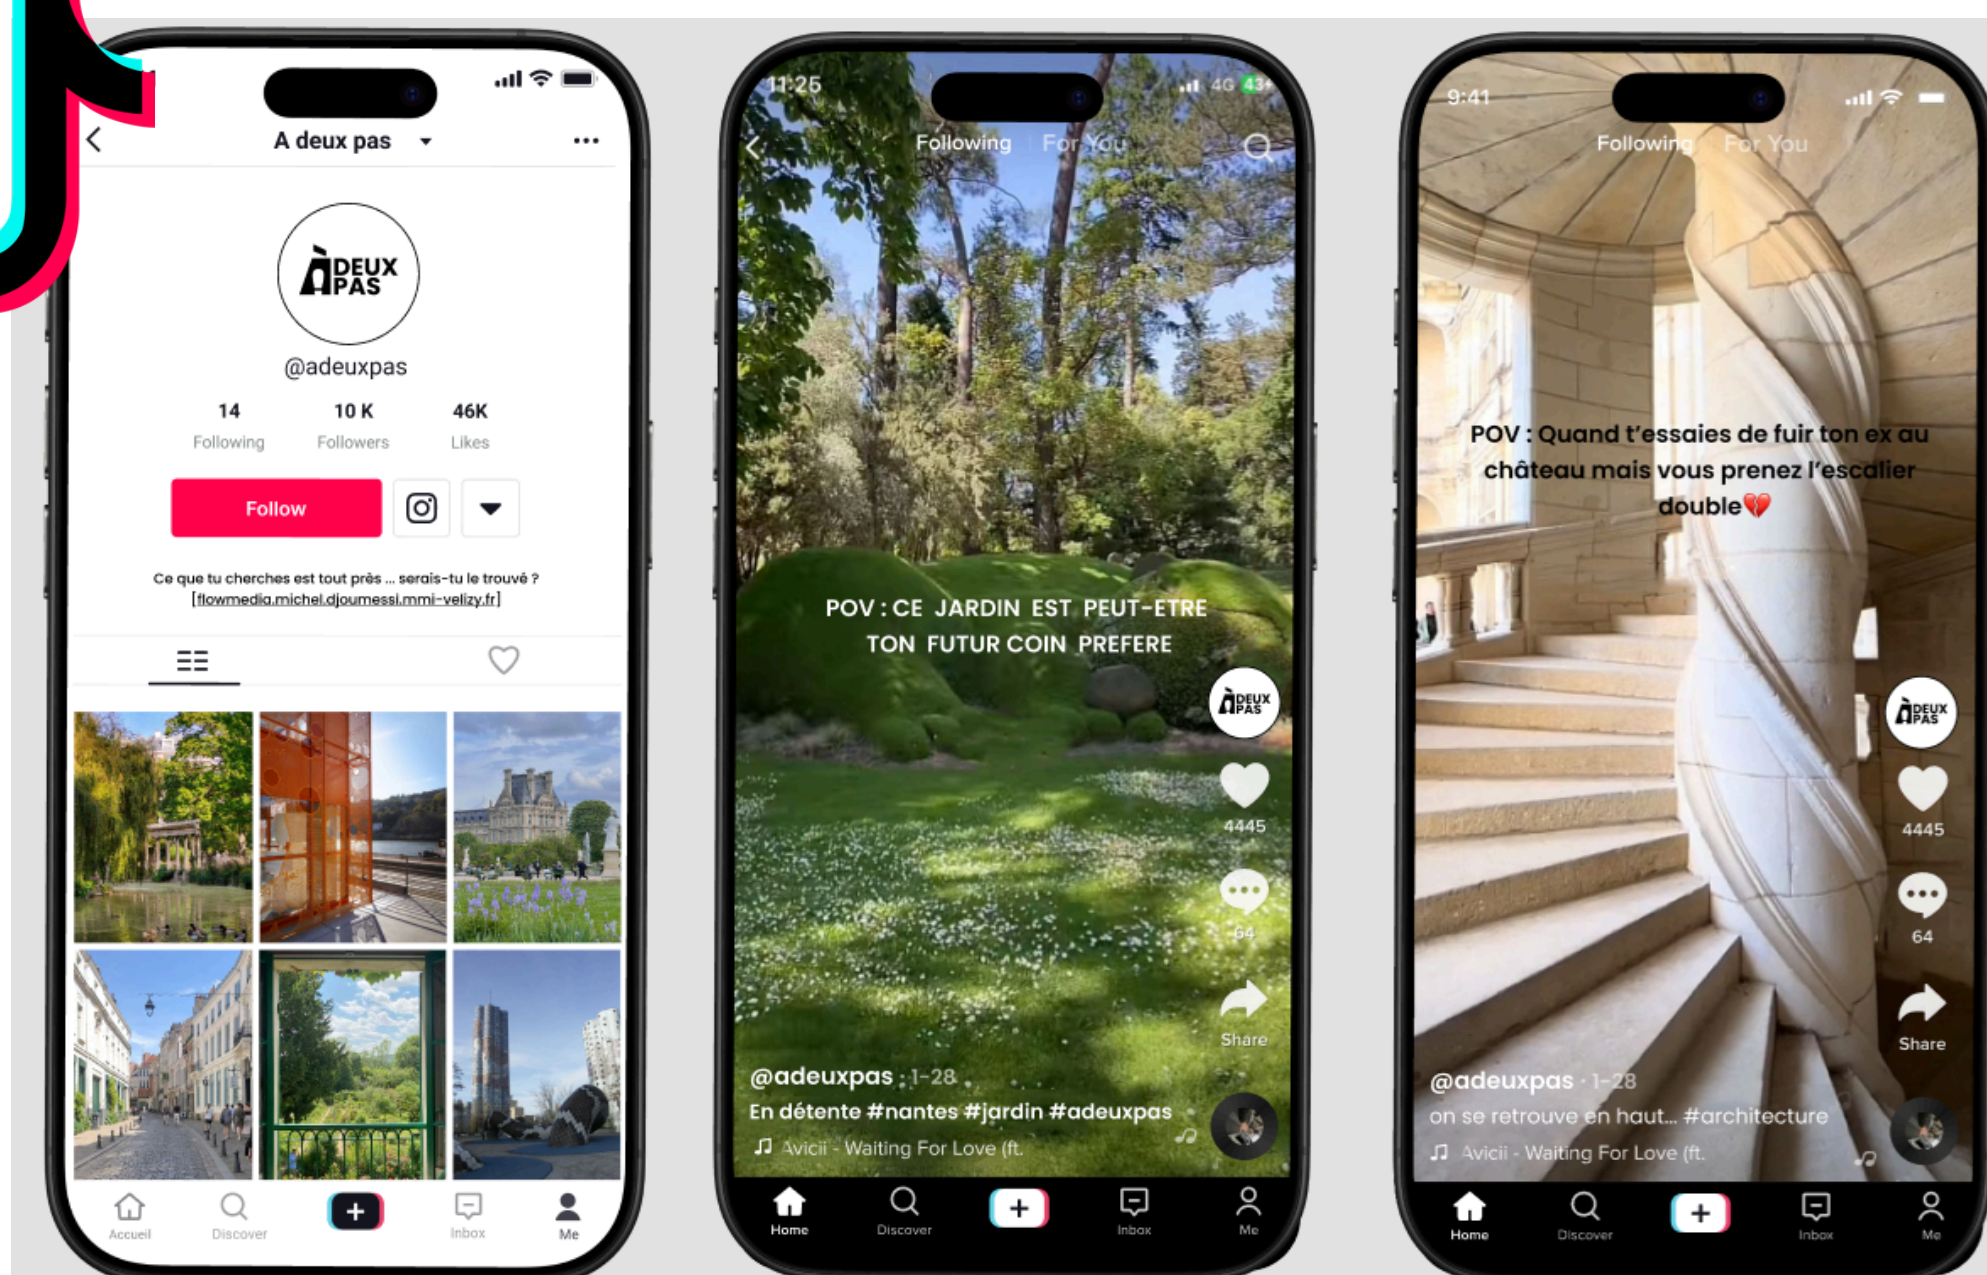 A deux pas
À DEUX
PAS
@adeuxpas
14 10 K 46K
Following Followers Likes
Follow
Ce que tu cherches est tout près ... serais-tu le trouvé ?
[flowmedia.michel.djoumessi.mmi-velizy.fr]
Accueil Discover Inbox Me
11:25 4G 43+
Following For You
POV : CE JARDIN EST PEUT-ETRE
TON FUTUR COIN PREFERE
À DEUX
PAS
4445
64
Share
@adeuxpas · 1-28
En détente #nantes #jardin #adeuxpas
Avicii - Waiting For Love (ft.
Home Discover Inbox Me
9:41
Following For You
POV : Quand t'essaies de fuir ton ex au
château mais vous prenez l'escalier
double💔
À DEUX
PAS
4445
64
Share
@adeuxpas · 1-28
on se retrouve en haut... #architecture
Avicii - Waiting For Love (ft.
Home Discover Inbox Me